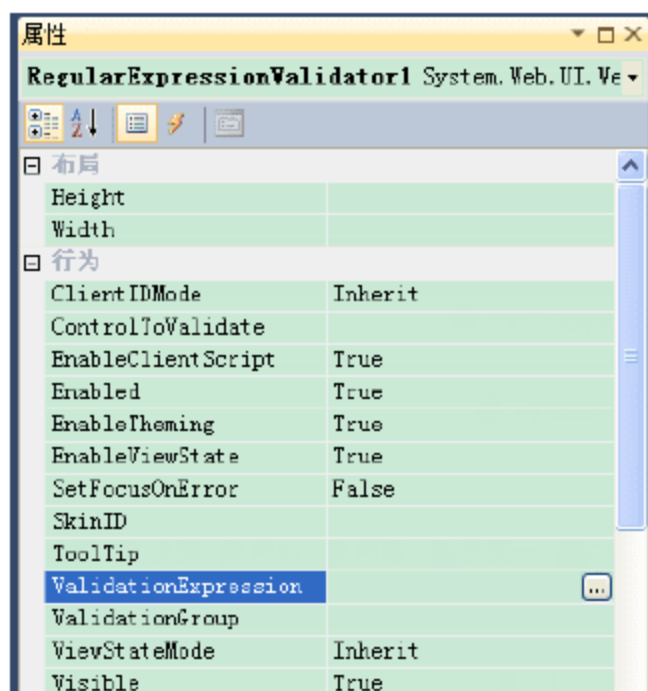 属性
RegularExpressionValidator1 System.Web.UI.We
布局
Height
Width
行为
ClientIDMode Inherit
ControlToValidate
EnableClientScript True
Enabled True
EnableTheming True
EnableViewState True
SetFocusOnError False
SkinID
ToolTip
ValidationExpression ...
ValidationGroup
ViewStateMode Inherit
Visible True